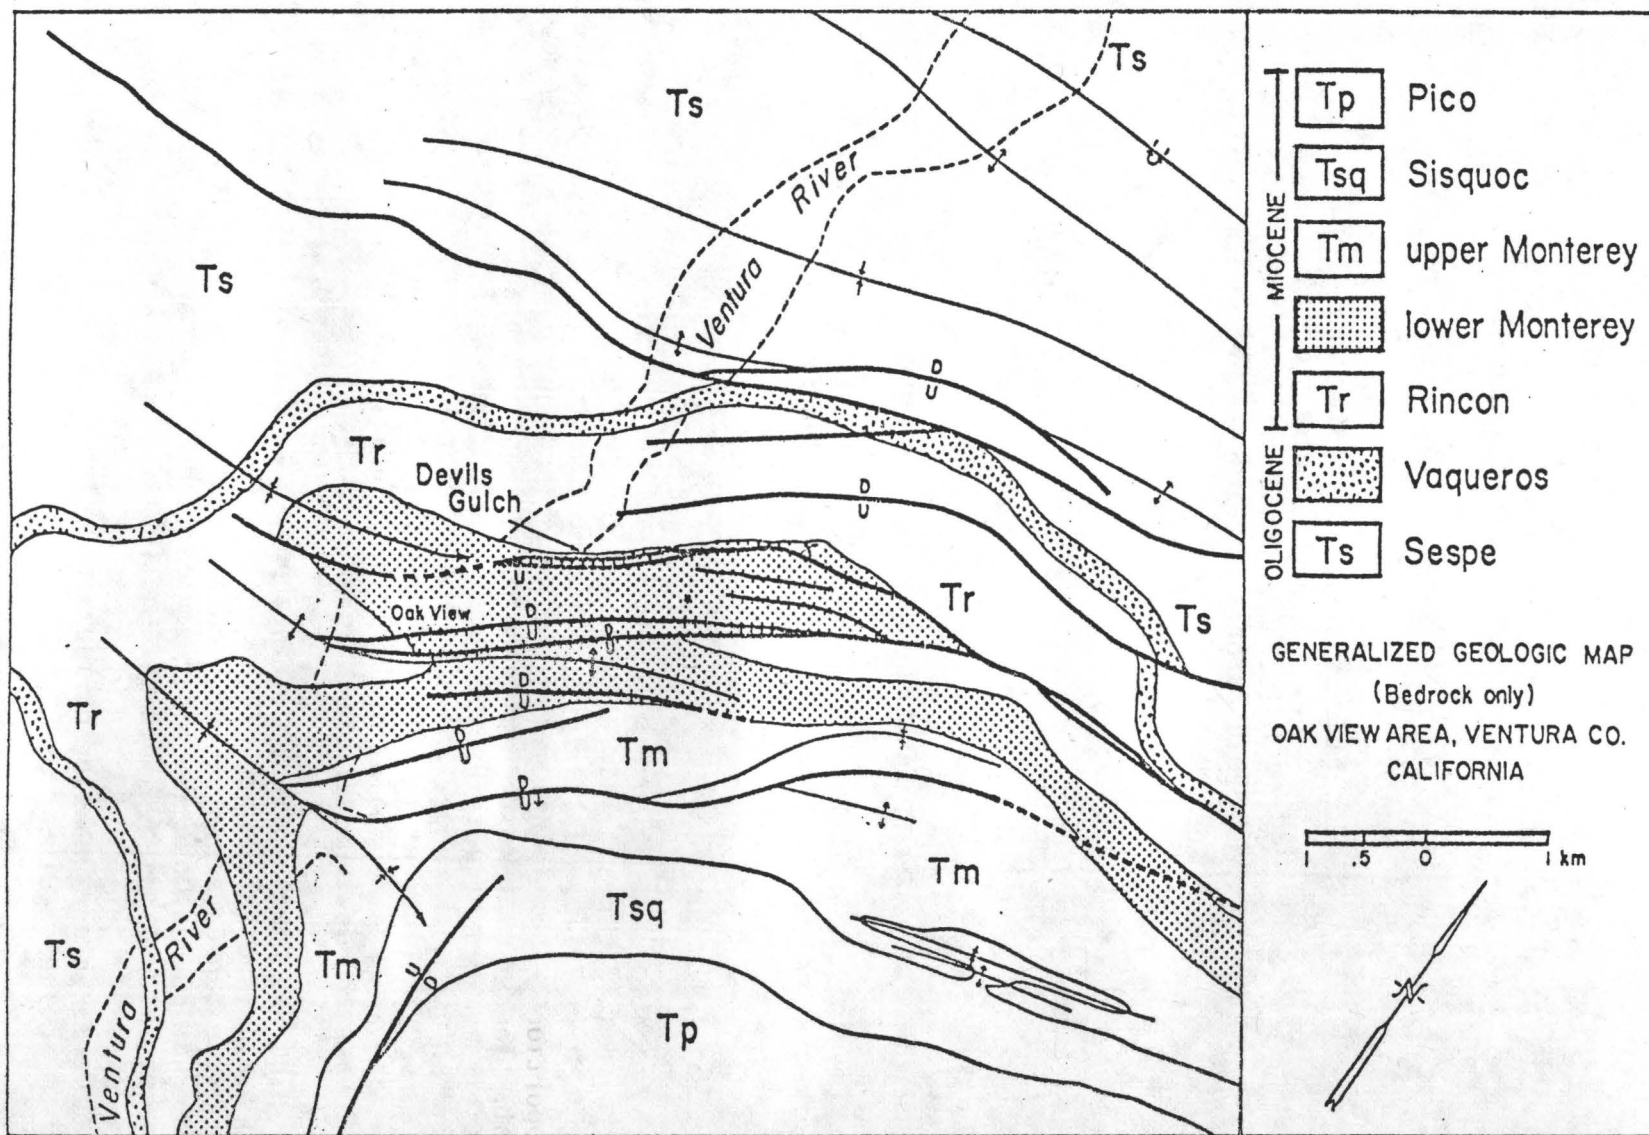 Ts
Ts
Ts
River
Ventura
D
U
Tr
Devils
Gulch
D
U
U
Oak View
D
U
Tr
Ts
D
U
Tr
Tm
Tm
Tsq
Ts
River
Tm
U
D
Ventura
Tp
MIOCENE
OLIGOCENE
Tp Pico
Tsq Sisquoc
Tm upper Monterey
lower Monterey
Tr Rincon
Vaqueros
Ts Sespe
GENERALIZED GEOLOGIC MAP
(Bedrock only)
OAK VIEW AREA, VENTURA CO.
CALIFORNIA
1 .5 0 1 km
N